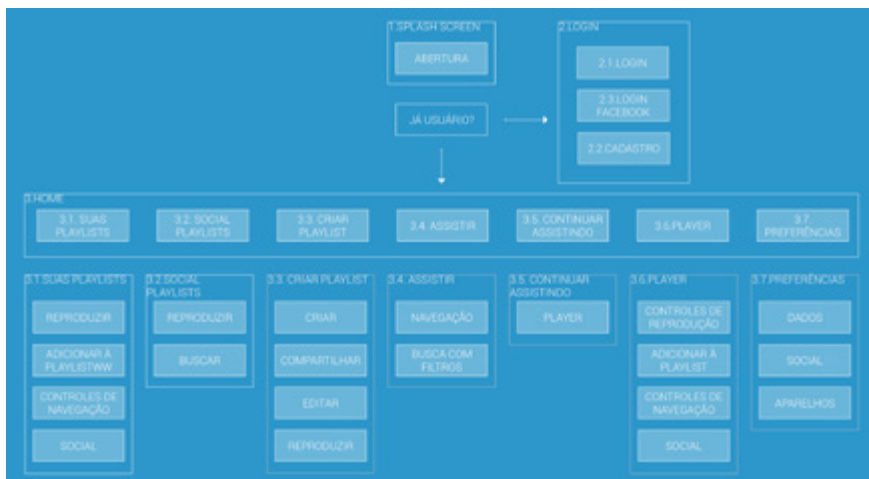 1.SPLASH SCREEN
ABERTURA
2.LOGIN
2.1.LOGIN
2.3.LOGIN
FACEBOOK
2.2.CADASTRO
JÁ USUÁRIO?
3.HOME
3.1. SUAS
PLAYLISTS
3.2. SOCIAL
PLAYLISTS
3.3. CRIAR
PLAYLIST
3.4. ASSISTIR
3.5. CONTINUAR
ASSISTINDO
3.6.PLAYER
3.7.
PREFERÊNCIAS
3.1.SUAS PLAYLISTS
REPRODUZIR
ADICIONAR À
PLAYLISTWW
CONTROLES DE
NAVEGAÇÃO
SOCIAL
3.2.SOCIAL
PLAYLISTS
REPRODUZIR
BUSCAR
3.3. CRIAR PLAYLIST
CRIAR
COMPARTILHAR
EDITAR
REPRODUZIR
3.4. ASSISTIR
NAVEGAÇÃO
BUSCA COM
FILTROS
3.5. CONTINUAR
ASSISTINDO
PLAYER
3.6.PLAYER
CONTROLES DE
REPRODUÇÃO
ADICIONAR À
PLAYLIST
CONTROLES DE
NAVEGAÇÃO
SOCIAL
3.7.PREFERÊNCIAS
DADOS
SOCIAL
APARELHOS